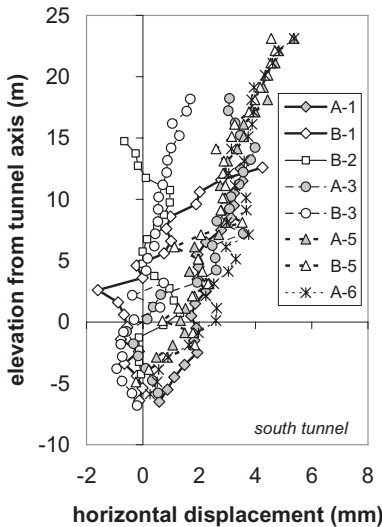 elevation from tunnel axis (m)
25
20
15
10
5
0
-5
-10
A-1
B-1
B-2
A-3
B-3
A-5
B-5
A-6
south tunnel
-2 0 2 4 6 8
horizontal displacement (mm)